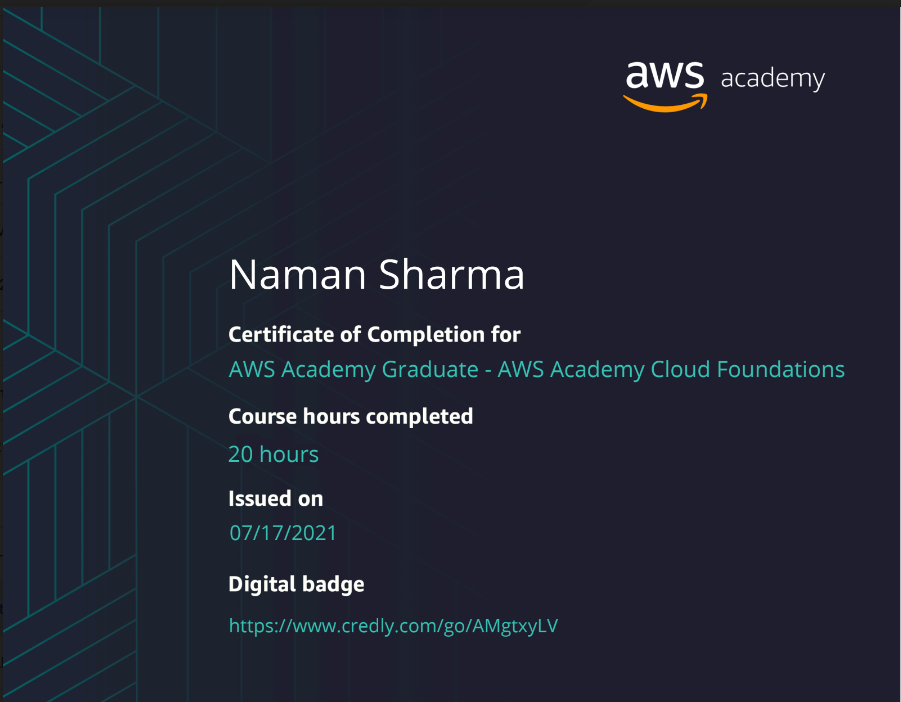 aws academy
Naman Sharma
Certificate of Completion for
AWS Academy Graduate - AWS Academy Cloud Foundations
Course hours completed
20 hours
Issued on
07/17/2021
Digital badge
https://www.credly.com/go/AMgtxyLV